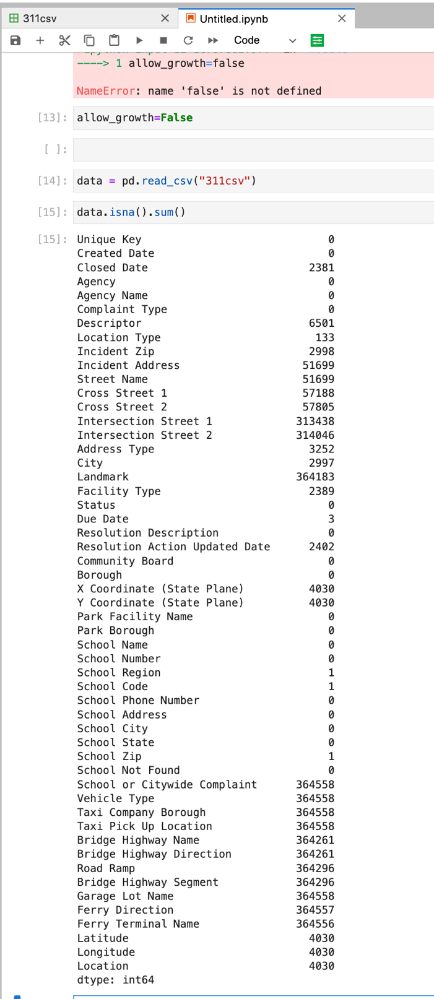 311csv
Untitled.ipynb
Code
----> 1 allow_growth=false
NameError: name 'false' is not defined
[13]: allow_growth=False
[ ]:
[14]: data = pd.read_csv("311csv")
[15]: data.isna().sum()
[15]: Unique Key 0
Created Date 0
Closed Date 2381
Agency 0
Agency Name 0
Complaint Type 0
Descriptor 6501
Location Type 133
Incident Zip 2998
Incident Address 51699
Street Name 51699
Cross Street 1 57188
Cross Street 2 57805
Intersection Street 1 313438
Intersection Street 2 314046
Address Type 3252
City 2997
Landmark 364183
Facility Type 2389
Status 0
Due Date 3
Resolution Description 0
Resolution Action Updated Date 2402
Community Board 0
Borough 0
X Coordinate (State Plane) 4030
Y Coordinate (State Plane) 4030
Park Facility Name 0
Park Borough 0
School Name 0
School Number 0
School Region 1
School Code 1
School Phone Number 0
School Address 0
School City 0
School State 0
School Zip 1
School Not Found 0
School or Citywide Complaint 364558
Vehicle Type 364558
Taxi Company Borough 364558
Taxi Pick Up Location 364558
Bridge Highway Name 364261
Bridge Highway Direction 364261
Road Ramp 364296
Bridge Highway Segment 364296
Garage Lot Name 364558
Ferry Direction 364557
Ferry Terminal Name 364556
Latitude 4030
Longitude 4030
Location 4030
dtype: int64